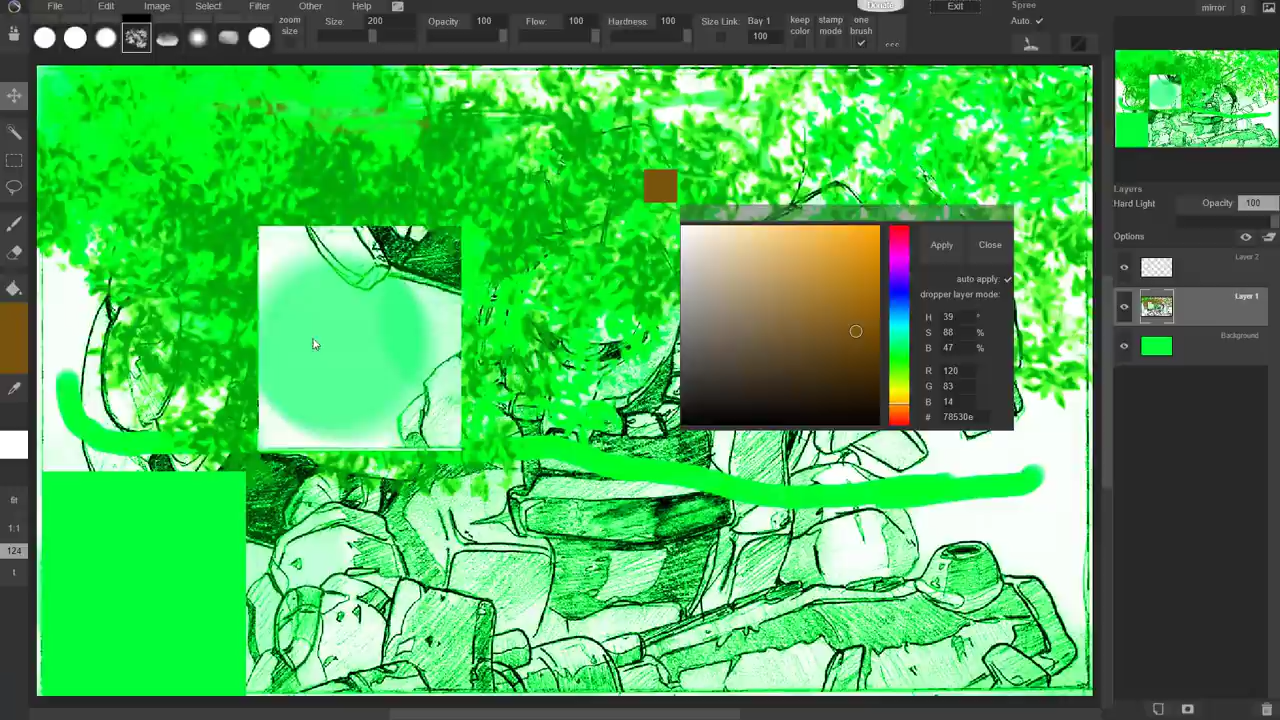 File Edit Image Select Filter Other Help
Donate
Exit
Spree
mirror g
zoom size
Size: 200
Opacity 100
Flow: 100
Hardness: 100
Size Link:
Bay 1
100
keep color
stamp mode
one brush
Auto.
Layers
Hard Light
Opacity 100
Options
Layer 2
Layer 1
Background
Apply
Close
auto apply:
dropper layer mode:
H 39 °
S 88 %
B 47 %
R 120
G 83
B 14
# 78530e
fit
1:1
124
t